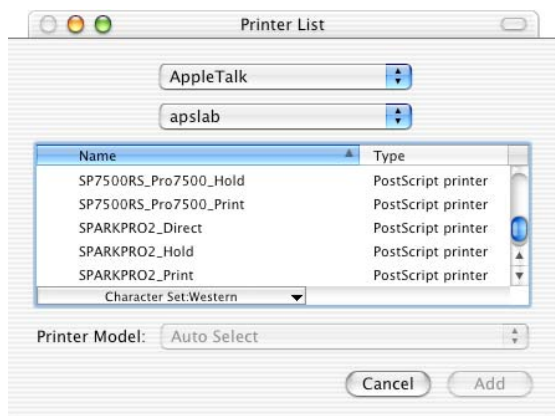 Printer List
AppleTalk
apslab
Name Type
SP7500RS_Pro7500_Hold PostScript printer
SP7500RS_Pro7500_Print PostScript printer
SPARKPRO2_Direct PostScript printer
SPARKPRO2_Hold PostScript printer
SPARKPRO2_Print PostScript printer
Character Set:Western
Printer Model: Auto Select
Cancel Add